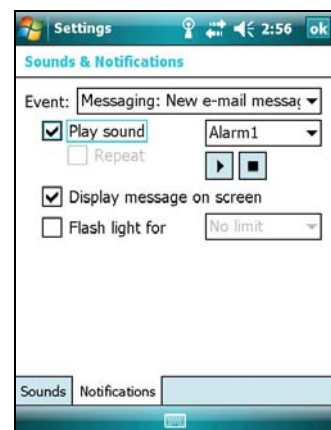 Settings 2:56 ok
Sounds & Notifications
Event: Messaging: New e-mail messag
Play sound Alarm1
Repeat
Display message on screen
Flash light for No limit
Sounds Notifications